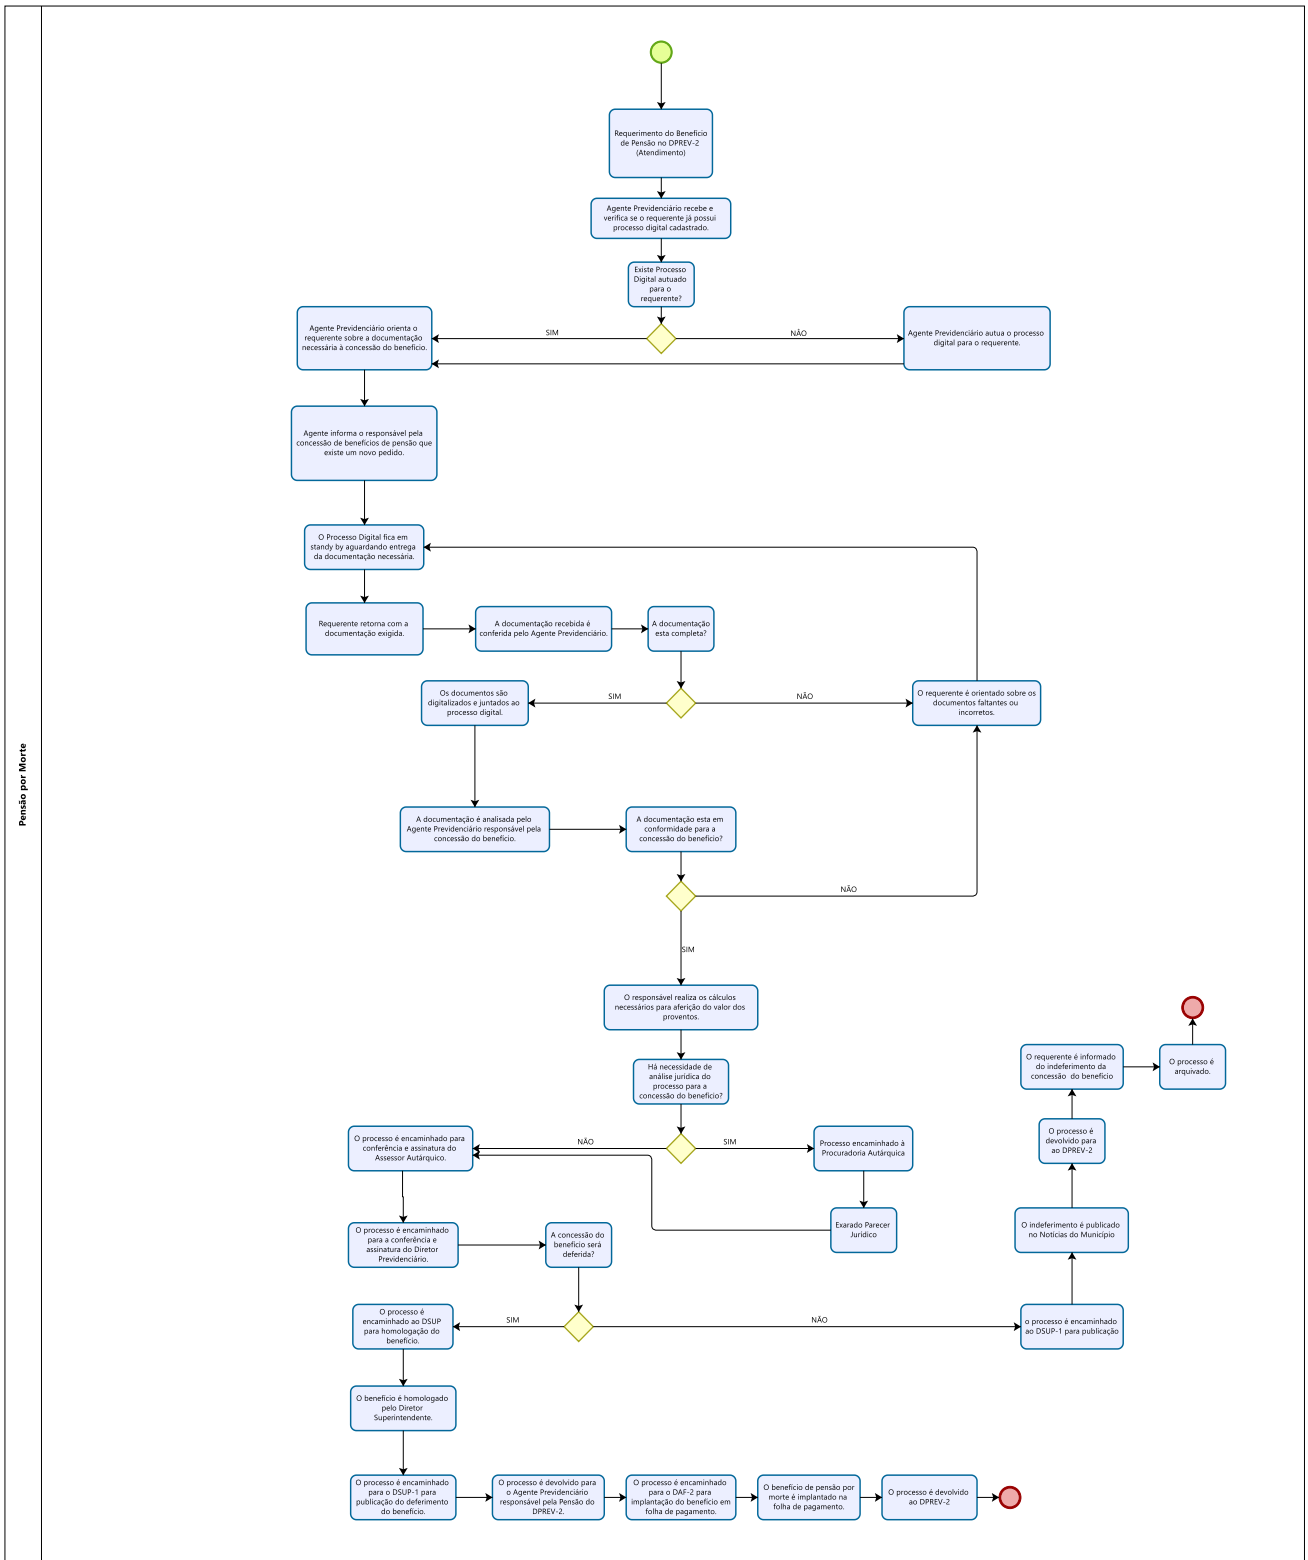 Pensão por Morte
Requerimento do Benefício
de Pensão no DPREV-2
(Atendimento)
Agente Previdenciário recebe e
verifica se o requerente já possui
processo digital cadastrado.
Existe Processo
Digital autuado
para o
requerente?
SIM
NÃO
Agente Previdenciário orienta o
requerente sobre a documentação
necessária à concessão do benefício.
Agente Previdenciário autua o processo
digital para o requerente.
Agente informa o responsável pela
concessão de benefícios de pensão que
existe um novo pedido.
O Processo Digital fica em
standy by aguardando entrega
da documentação necessária.
Requerente retorna com a
documentação exigida.
A documentação recebida é
conferida pelo Agente Previdenciário.
A documentação
esta completa?
SIM
NÃO
Os documentos são
digitalizados e juntados ao
processo digital.
O requerente é orientado sobre os
documentos faltantes ou
incorretos.
A documentação é analisada pelo
Agente Previdenciário responsável pela
concessão do benefício.
A documentação esta em
conformidade para a
concessão do benefício?
NÃO
SIM
O responsável realiza os cálculos
necessários para aferição do valor dos
proventos.
Há necessidade de
análise jurídica do
processo para a
concessão do benefício?
NÃO
SIM
O processo é encaminhado para
conferência e assinatura do
Assessor Autárquico.
Processo encaminhado à
Procuradoria Autárquica
Exarado Parecer
Jurídico
O processo é encaminhado
para a conferência e
assinatura do Diretor
Previdenciário.
A concessão do
benefício será
deferida?
SIM
NÃO
O processo é
encaminhado ao DSUP
para homologação do
benefício.
o processo é encaminhado
ao DSUP-1 para publicação
O indeferimento é publicado
no Notícias do Município
O processo é
devolvido para
ao DPREV-2
O requerente é informado
do indeferimento da
concessão do benefício
O processo é
arquivado.
O benefício é homologado
pelo Diretor
Superintendente.
O processo é encaminhado
para o DSUP-1 para
publicação do deferimento
do benefício.
O processo é devolvido para
o Agente Previdenciário
responsável pela Pensão do
DPREV-2.
O processo é encaminhado
para o DAF-2 para
implantação do benefício em
folha de pagamento.
O benefício de pensão por
morte é implantado na
folha de pagamento.
O processo é devolvido
ao DPREV-2